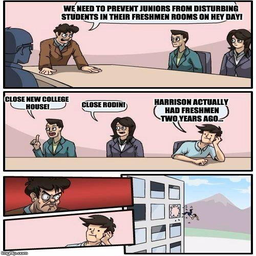 WE NEED TO PREVENT JUNIORS FROM DISTURBING
STUDENTS IN THEIR FRESHMEN ROOMS ON HEY DAY!
CLOSE NEW COLLEGE
HOUSE!
CLOSE RODIN!
HARRISON ACTUALLY
HAD FRESHMEN
TWO YEARS AGO...
imgflip.com